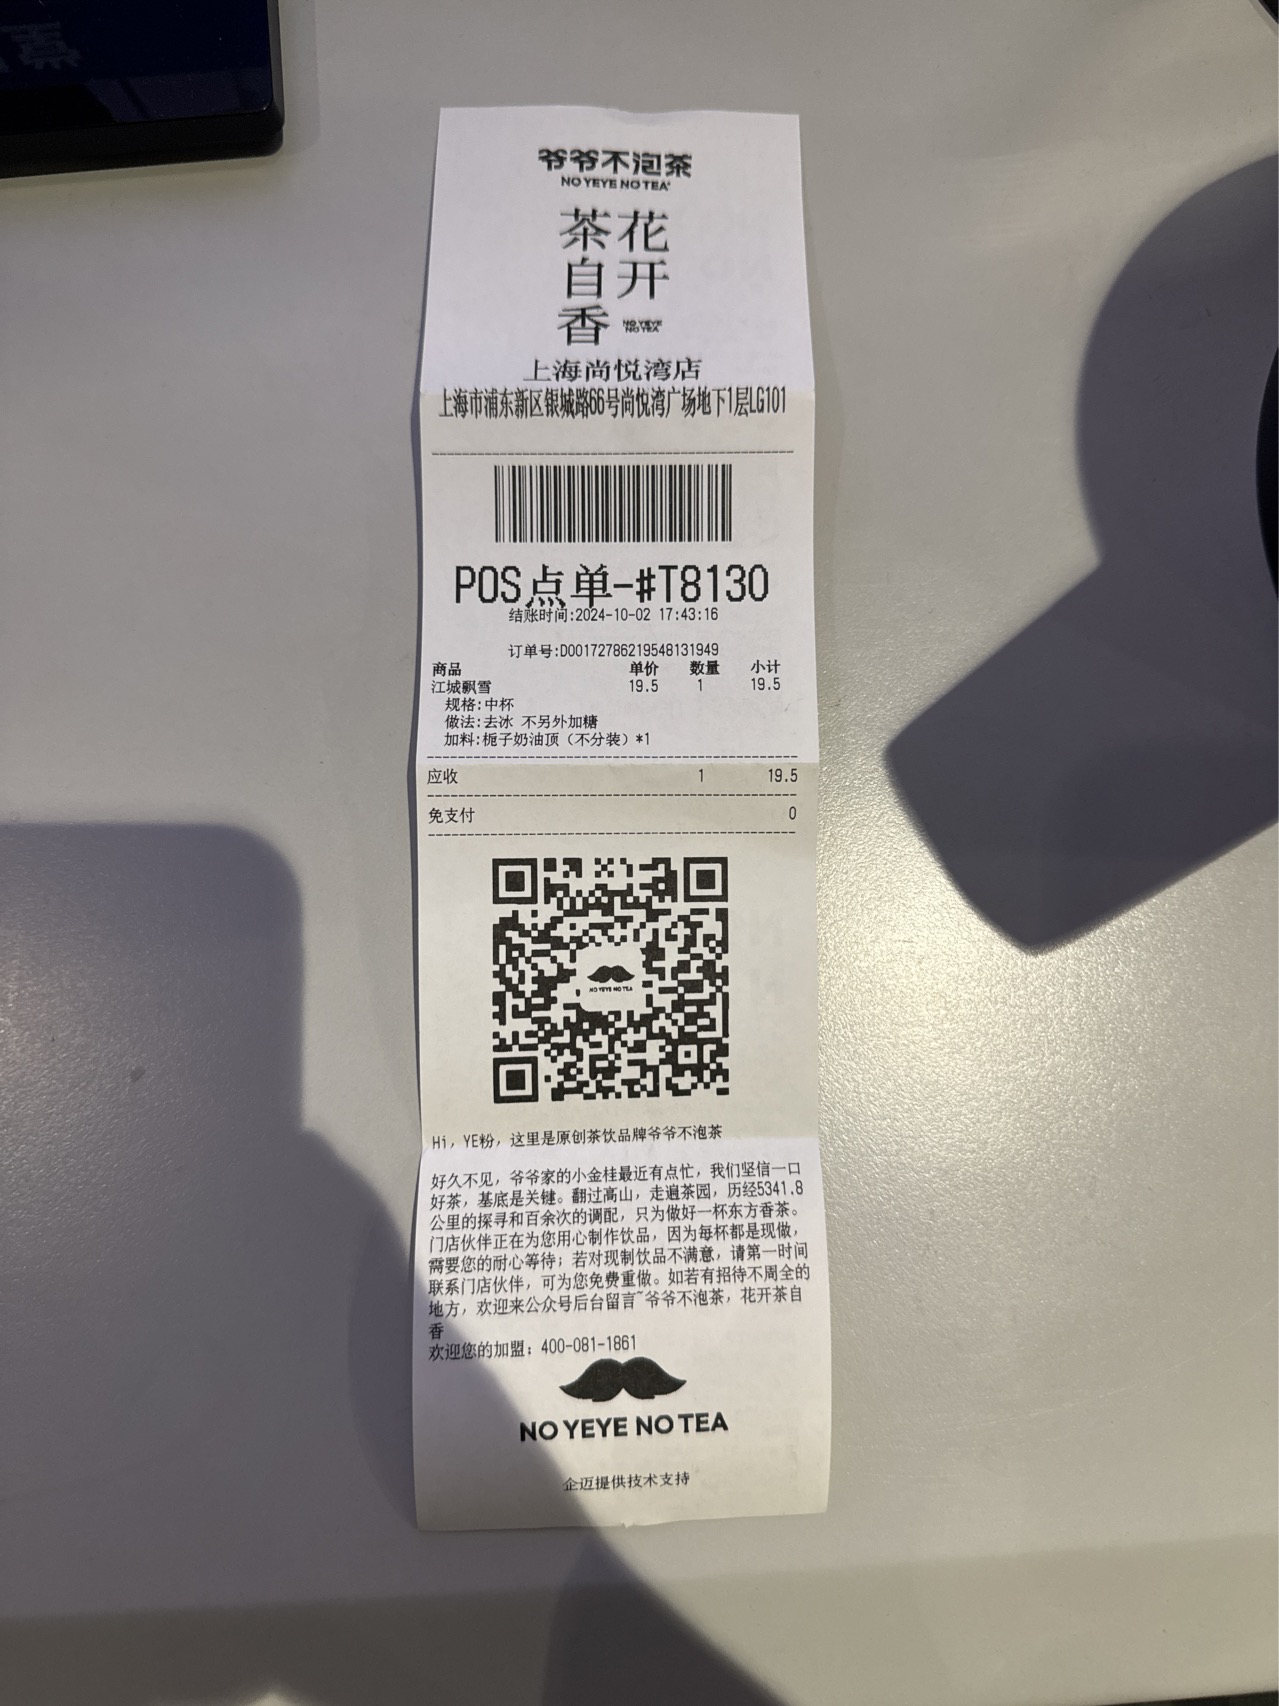 爷爷不泡茶
NO YEYE NO TEA®
花开
茶自香
NO YEYE
NO TEA
上海尚悦湾店
上海市浦东新区银城路66号尚悦湾广场地下1层LG101
POS点单-#T8130
结账时间:2024-10-02 17:43:16
订单号:D001727862195481​31949
商品 单价 数量 小计
江城飘雪 19.5 1 19.5
规格:中杯
做法:去冰 不另外加糖
加料:栀子奶油顶（不分装）*1
应收 1 19.5
免支付 0
NO YEYE NO TEA
Hi，YE粉，这里是原创茶饮品牌爷爷不泡茶
好久不见，爷爷家的小金桂最近有点忙，我们坚信一口
好茶，基底是关键。翻过高山，走遍茶园，历经5341.8
公里的探寻和百余次的调配，只为做好一杯东方香茶。
门店伙伴正在为您用心制作饮品，因为每杯都是现做，
需要您的耐心等待；若对现制饮品不满意，请第一时间
联系门店伙伴，可为您免费重做。如若有招待不周全的
地方，欢迎来公众号后台留言~爷爷不泡茶，花开茶自
香
欢迎您的加盟：400-081-1861
NO YEYE NO TEA
企迈提供技术支持